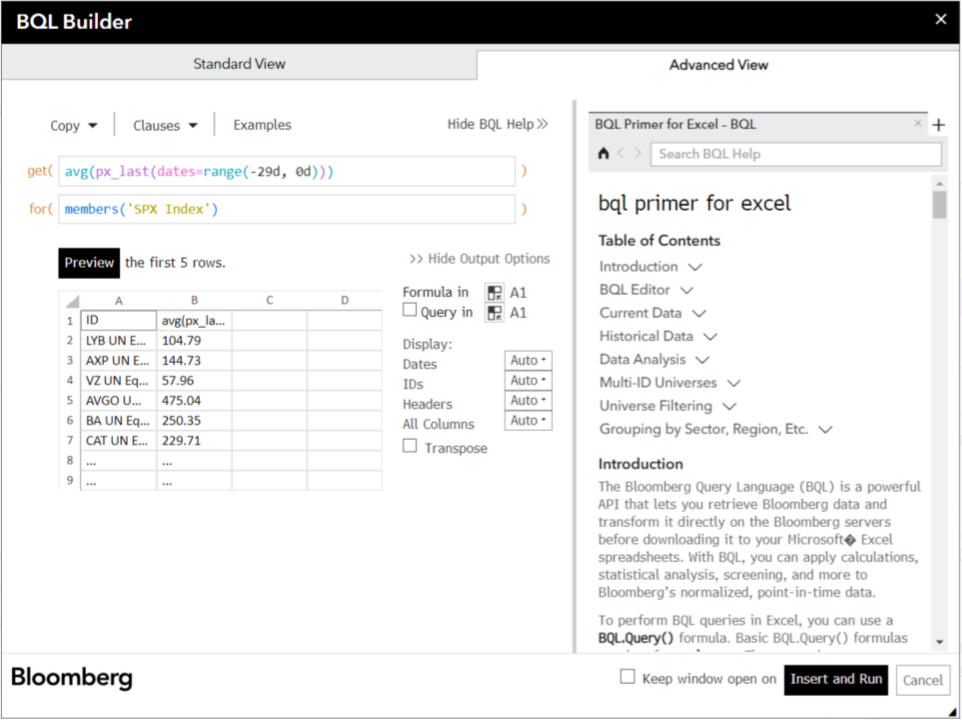 BQL Builder ×
Standard View Advanced View
Copy Clauses Examples Hide BQL Help >>
get( avg(px_last(dates=range(-29d, 0d))) )
for( members('SPX Index') )
Preview the first 5 rows.
A B C D
1 ID avg(px_la...
2 LYB UN E... 104.79
3 AXP UN E... 144.73
4 VZ UN Eq... 57.96
5 AVGO U... 475.04
6 BA UN Eq... 250.35
7 CAT UN E... 229.71
8 ... ...
9 ... ...
>> Hide Output Options
Formula in A1
Query in A1
Display:
Dates Auto
IDs Auto
Headers Auto
All Columns Auto
Transpose
BQL Primer for Excel - BQL × +
Search BQL Help
bql primer for excel
Table of Contents
Introduction
BQL Editor
Current Data
Historical Data
Data Analysis
Multi-ID Universes
Universe Filtering
Grouping by Sector, Region, Etc.
Introduction
The Bloomberg Query Language (BQL) is a powerful
API that lets you retrieve Bloomberg data and
transform it directly on the Bloomberg servers
before downloading it to your Microsoft� Excel
spreadsheets. With BQL, you can apply calculations,
statistical analysis, screening, and more to
Bloomberg's normalized, point-in-time data.
To perform BQL queries in Excel, you can use a
BQL.Query() formula. Basic BQL.Query() formulas
Bloomberg
Keep window open on Insert and Run Cancel